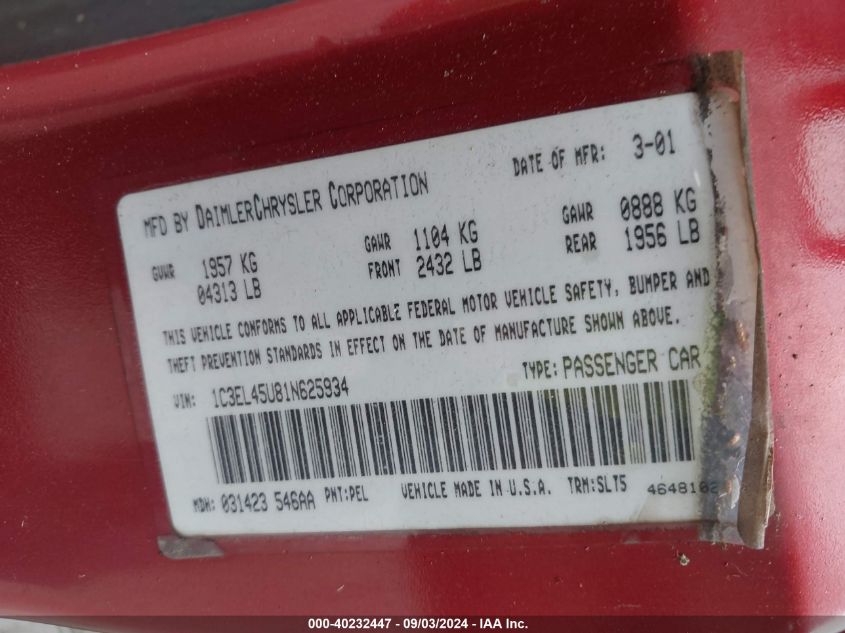 MFD BY DAIMLERCHRYSLER CORPORATION DATE OF MFR: 3-01
GVWR 1957 KG GAWR 1104 KG GAWR 0888 KG
04313 LB FRONT 2432 LB REAR 1956 LB
THIS VEHICLE CONFORMS TO ALL APPLICABLE FEDERAL MOTOR VEHICLE SAFETY, BUMPER AND
THEFT PREVENTION STANDARDS IN EFFECT ON THE DATE OF MANUFACTURE SHOWN ABOVE.
VIN: 1C3EL45U81N625934 TYPE: PASSENGER CAR
MDH: 031423 546AA PNT:PEL VEHICLE MADE IN U.S.A. TRM:SLT5
000-40232447 - 09/03/2024 - IAA Inc.